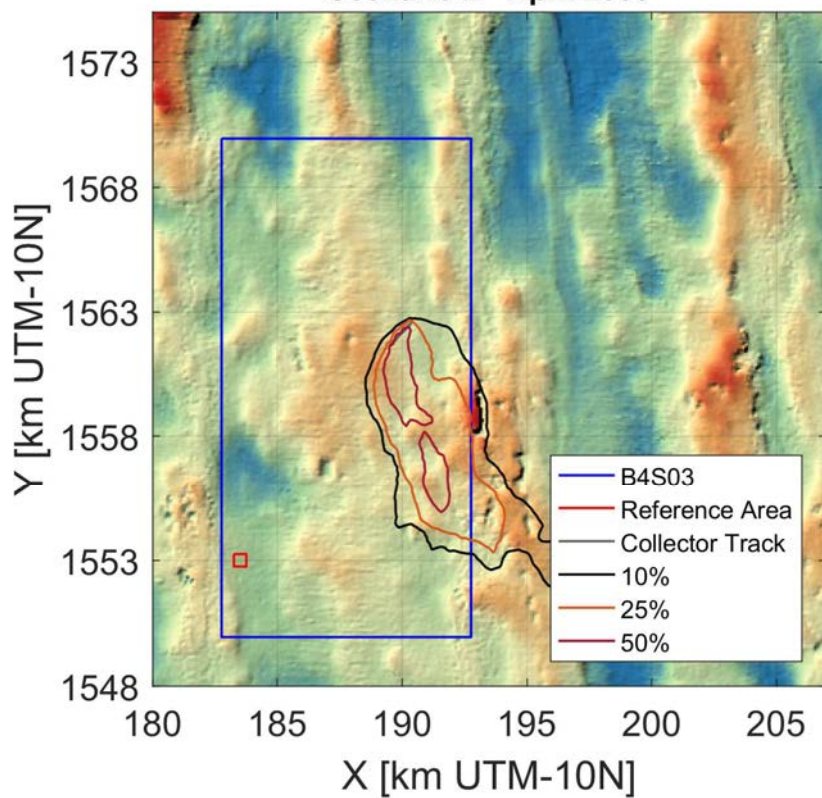 Y [km UTM-10N]
1573
1568
1563
1558
1553
1548
B4S03
Reference Area
Collector Track
10%
25%
50%
180 185 190 195 200 205
X [km UTM-10N]